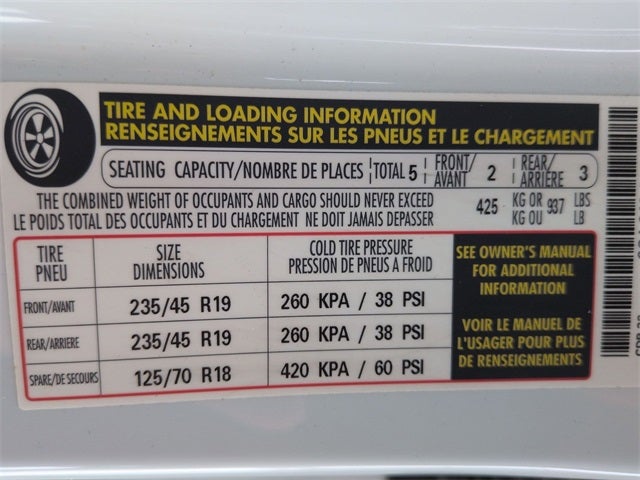 TIRE AND LOADING INFORMATION
RENSEIGNEMENTS SUR LES PNEUS ET LE CHARGEMENT
SEATING CAPACITY/NOMBRE DE PLACES TOTAL 5 FRONT/AVANT 2 REAR/ARRIÈRE 3
THE COMBINED WEIGHT OF OCCUPANTS AND CARGO SHOULD NEVER EXCEED 425 KG OR 937 LBS
LE POIDS TOTAL DES OCCUPANTS ET DU CHARGEMENT NE DOIT JAMAIS DEPASSER KG OU LB
TIRE PNEU
SIZE DIMENSIONS
COLD TIRE PRESSURE
PRESSION DE PNEUS A FROID
FRONT/AVANT 235/45 R19 260 KPA / 38 PSI
REAR/ARRIERE 235/45 R19 260 KPA / 38 PSI
SPARE/DE SECOURS 125/70 R18 420 KPA / 60 PSI
SEE OWNER'S MANUAL
FOR ADDITIONAL
INFORMATION
VOIR LE MANUEL DE
L'USAGER POUR PLUS
DE RENSEIGNEMENTS